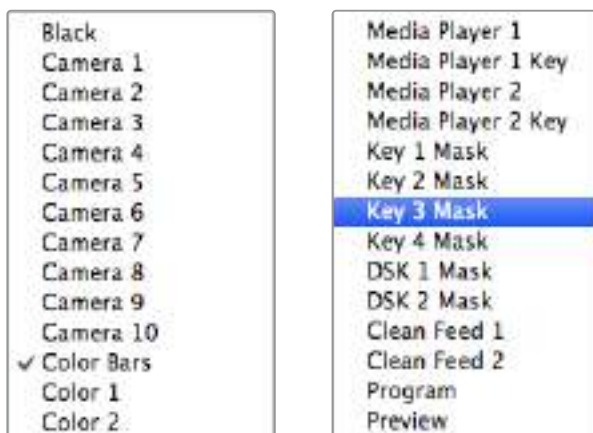 Black
Camera 1
Camera 2
Camera 3
Camera 4
Camera 5
Camera 6
Camera 7
Camera 8
Camera 9
Camera 10
✓ Color Bars
Color 1
Color 2
Media Player 1
Media Player 1 Key
Media Player 2
Media Player 2 Key
Key 1 Mask
Key 2 Mask
Key 3 Mask
Key 4 Mask
DSK 1 Mask
DSK 2 Mask
Clean Feed 1
Clean Feed 2
Program
Preview